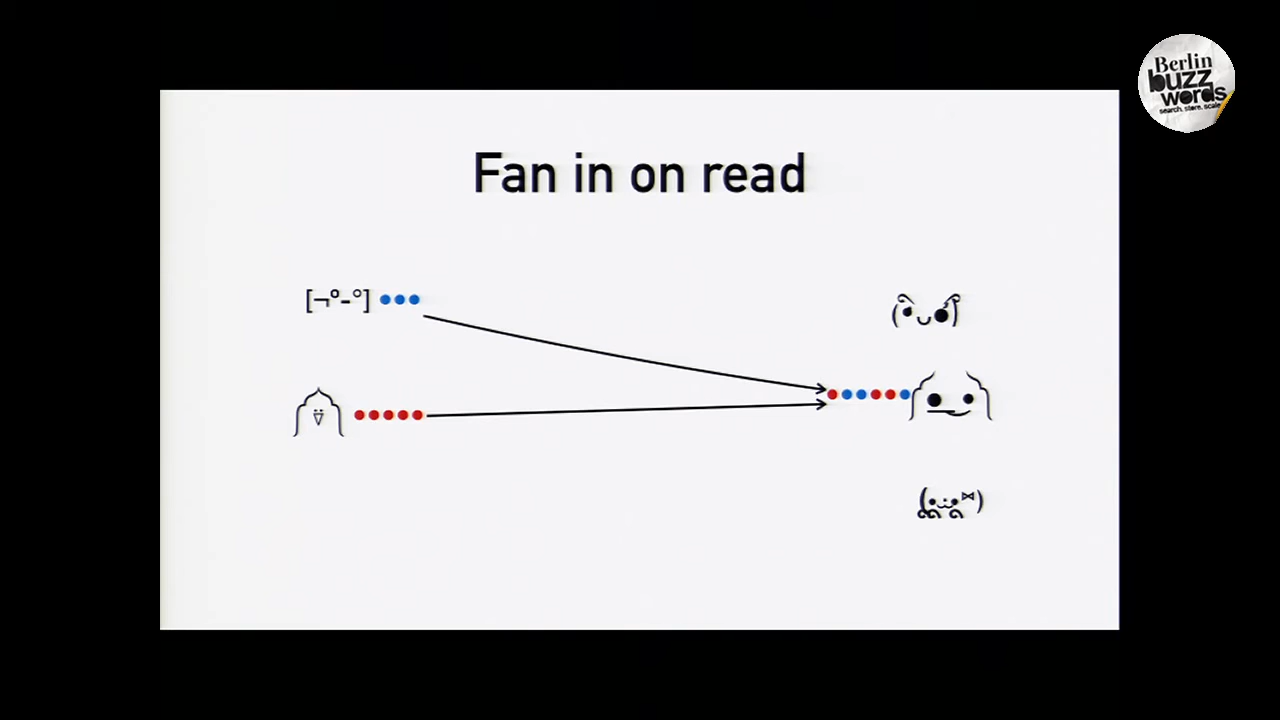 Fan in on read
[¬º-°]
Berlin
buzz
words
search. store. scale